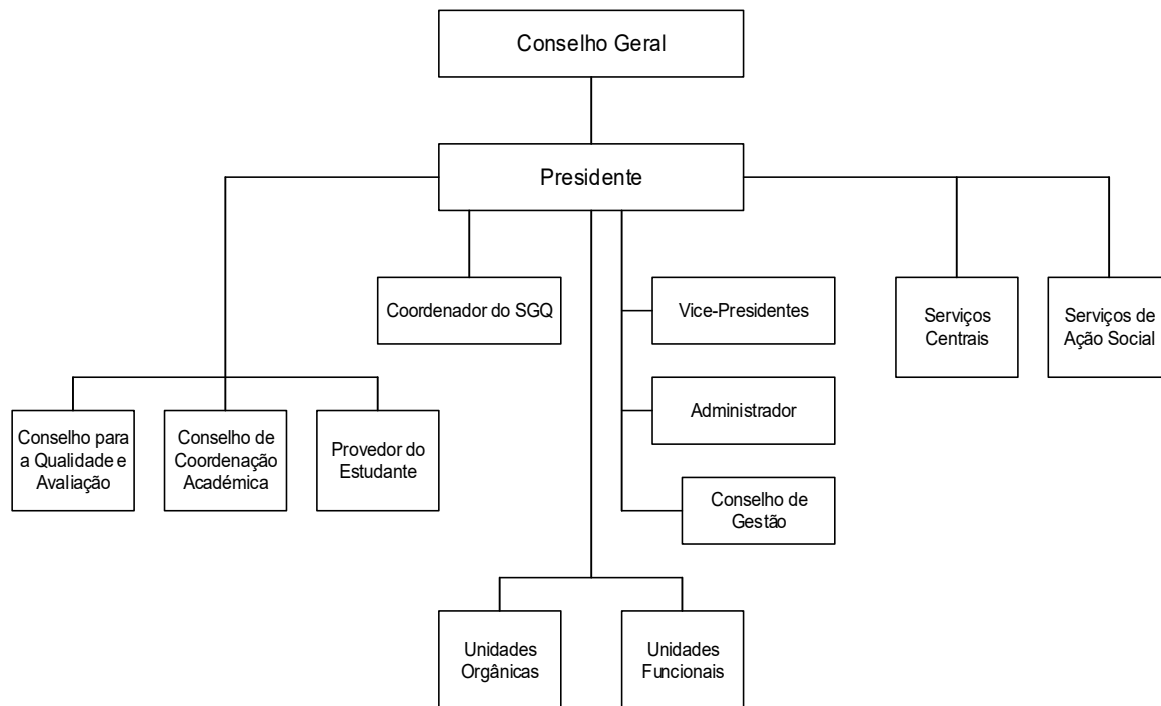 Conselho Geral
Presidente
Coordenador do SGQ
Vice-Presidentes
Serviços
Centrais
Serviços de
Ação Social
Administrador
Conselho para
a Qualidade e
Avaliação
Conselho de
Coordenação
Académica
Provedor do
Estudante
Conselho de
Gestão
Unidades
Orgânicas
Unidades
Funcionais